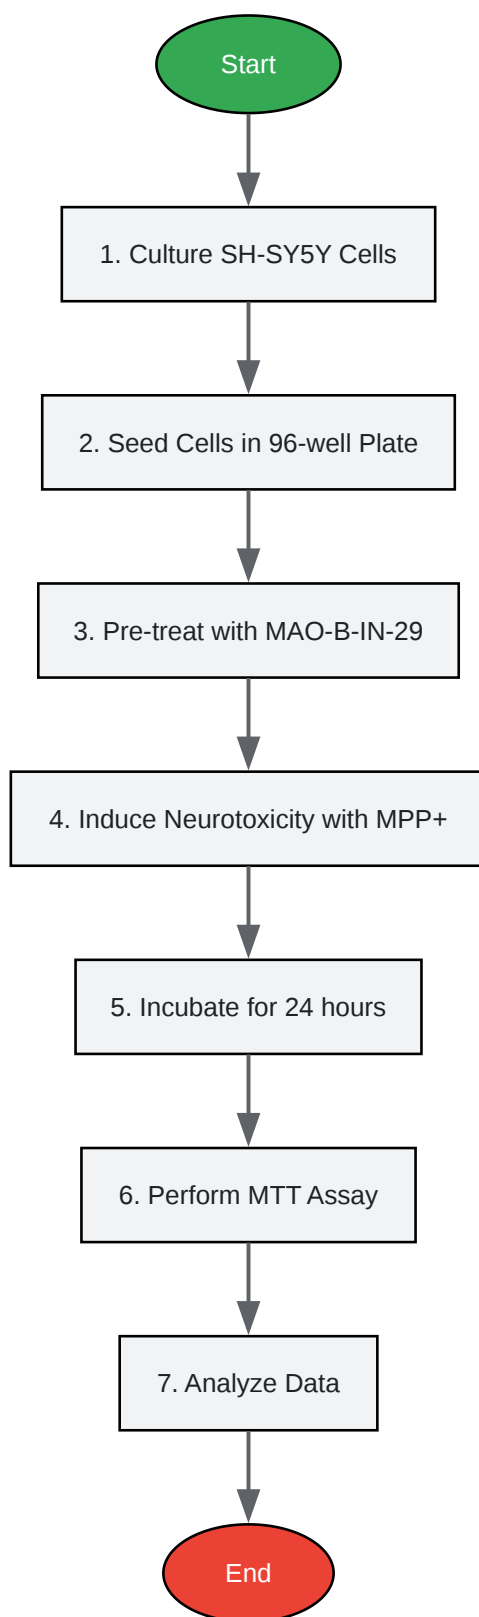 Start
1. Culture SH-SY5Y Cells
2. Seed Cells in 96-well Plate
3. Pre-treat with MAO-B-IN-29
4. Induce Neurotoxicity with MPP+
5. Incubate for 24 hours
6. Perform MTT Assay
7. Analyze Data
End